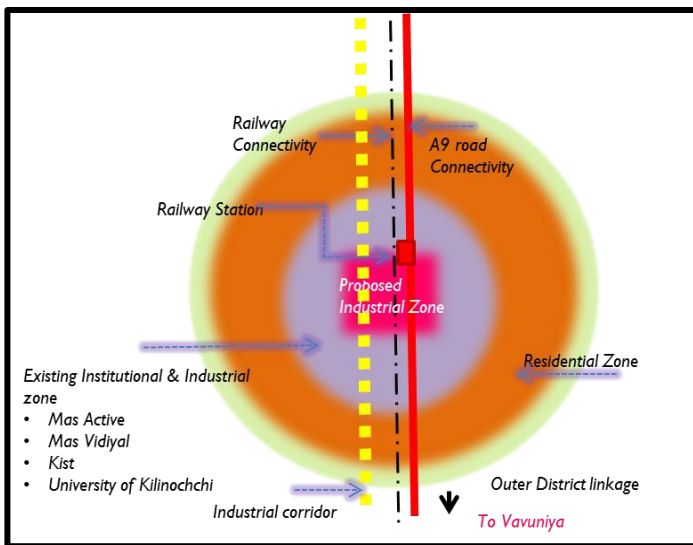 Railway
Connectivity
A9 road
Connectivity
Railway Station
Proposed
Industrial Zone
Residential Zone
Existing Institutional & Industrial
zone
• Mas Active
• Mas Vidiyal
• Kist
• University of Kilinochchi
Industrial corridor
Outer District linkage
To Vavuniya